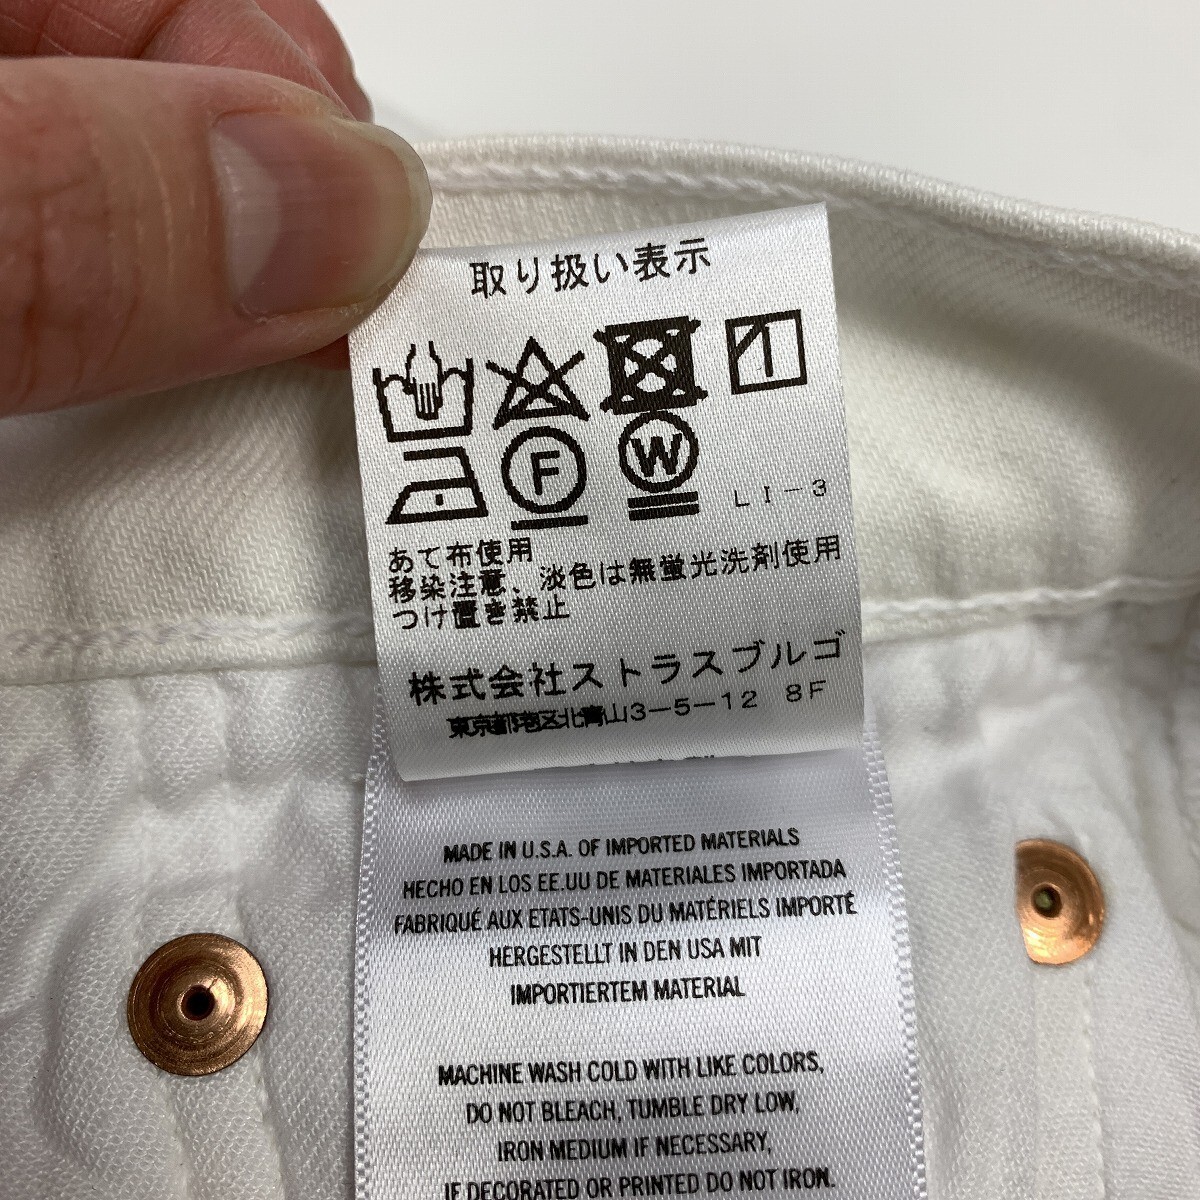 取り扱い表示
F W LI-3
あて布使用
移染注意、淡色は無蛍光洗剤使用
つけ置き禁止
株式会社ストラスブルゴ
東京都港区北青山3-5-12 8F
MADE IN U.S.A. OF IMPORTED MATERIALS
HECHO EN LOS EE.UU DE MATERIALES IMPORTADA
FABRIQUÉ AUX ETATS-UNIS DU MATÉRIELS IMPORTÉ
HERGESTELLT IN DEN USA MIT
IMPORTIERTEM MATERIAL
MACHINE WASH COLD WITH LIKE COLORS,
DO NOT BLEACH, TUMBLE DRY LOW,
IRON MEDIUM IF NECESSARY,
IF DECORATED OR PRINTED DO NOT IRON.